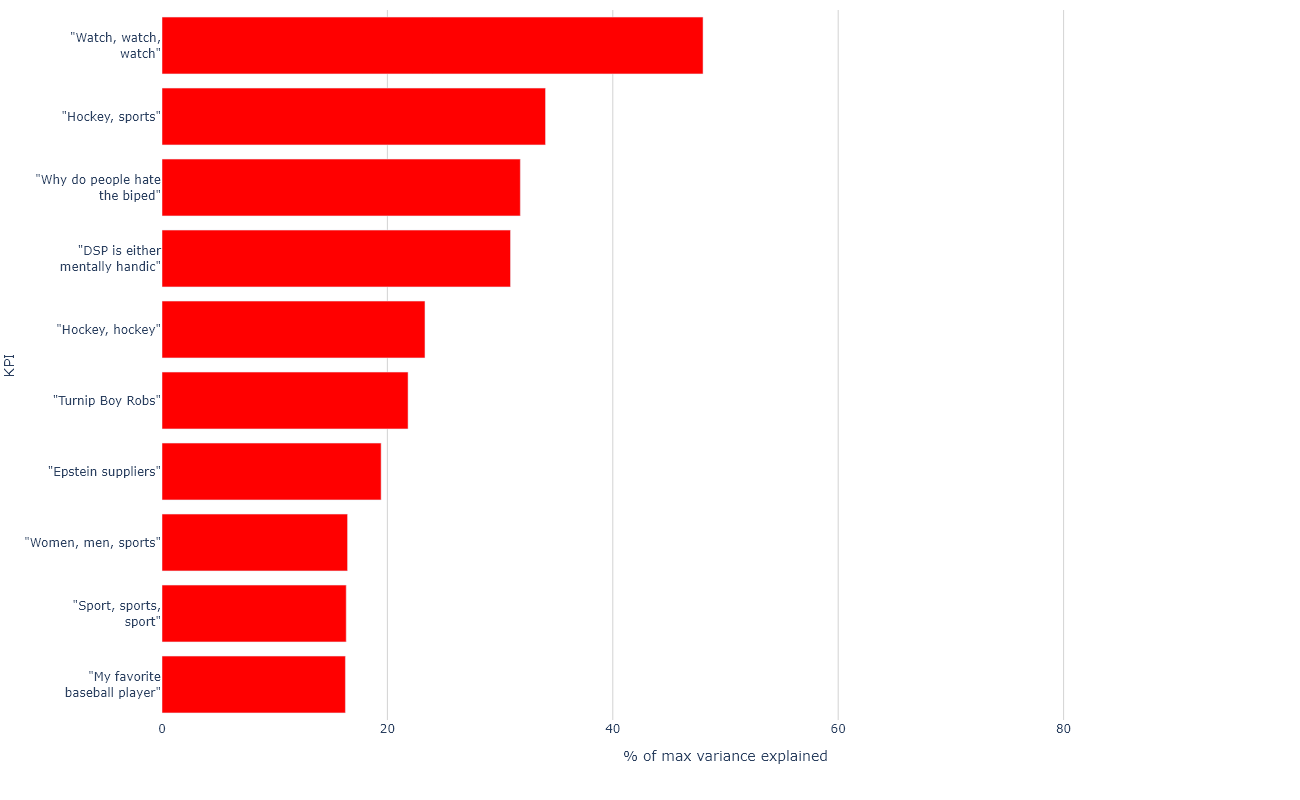 "Watch, watch,
watch"
"Hockey, sports"
"Why do people hate
the biped"
"DSP is either
mentally handic"
"Hockey, hockey"
"Turnip Boy Robs"
"Epstein suppliers"
"Women, men, sports"
"Sport, sports,
sport"
"My favorite
baseball player"
KPI
0 20 40 60 80
% of max variance explained